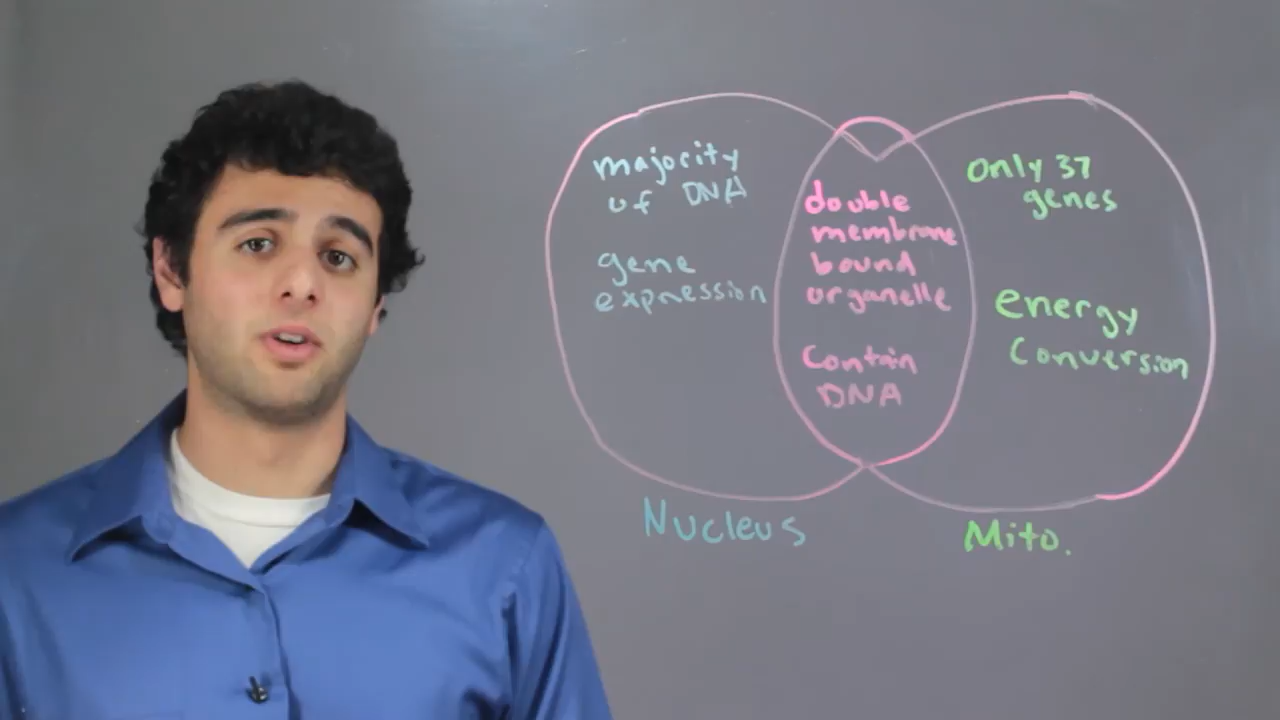 majority
of DNA
gene
expression
double
membrane
bound
organelle
Contain
DNA
only 37
genes
energy
Conversion
Nucleus
Mito.